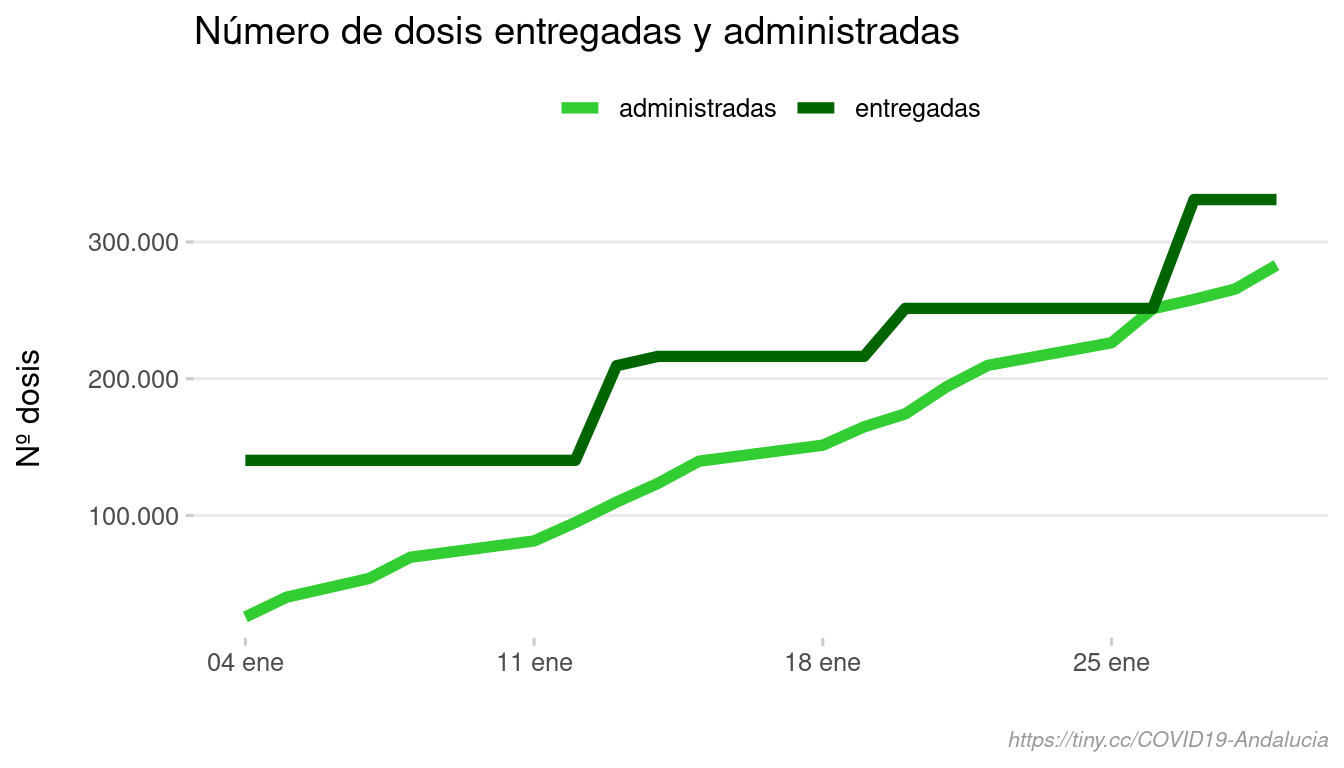 Número de dosis entregadas y administradas
administradas entregadas
Nº dosis
300.000
200.000
100.000
04 ene 11 ene 18 ene 25 ene
https://tiny.cc/COVID19-Andalucia